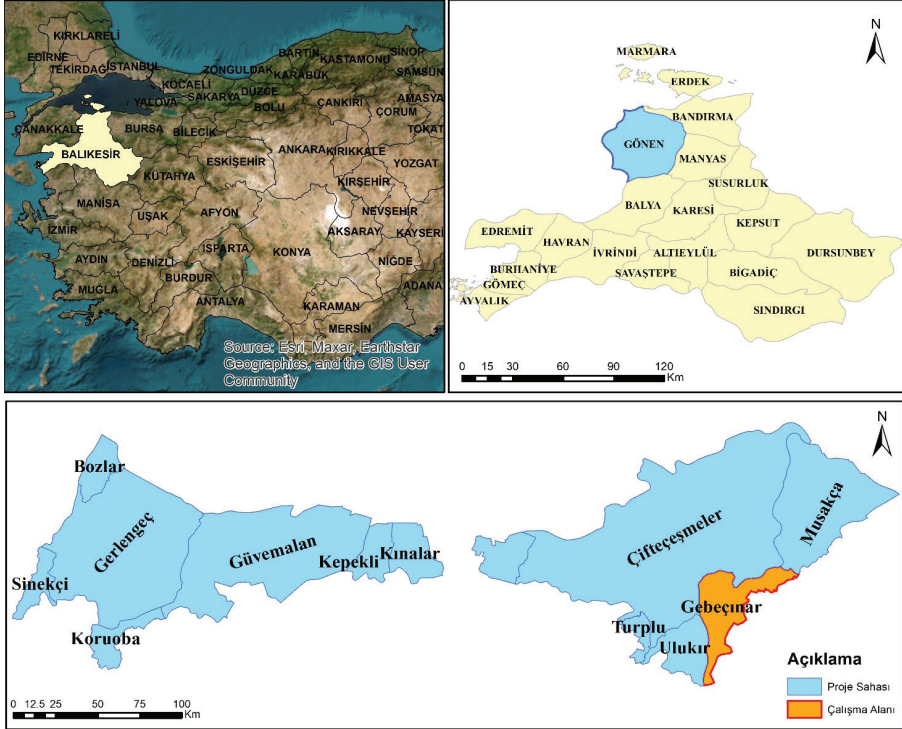 KIRKLARELİ
EDİRNE
TEKİRDAĞ
İSTANBUL
KOCAELİ
YALOVA
SAKARYA
ZONGULDAK
DÜZCE
BOLU
BARTIN
KARABÜK
KASTAMONU
SİNOP
SAMSUN
ÇANKIRI
AMASYA
ÇORUM
TOKAT
ÇANAKKALE
BURSA
BİLECİK
BALIKESİR
ESKİŞEHİR
ANKARA
KIRIKKALE
YOZGAT
KÜTAHYA
KIRŞEHİR
MANİSA
UŞAK
AFYON
NEVŞEHİR
AKSARAY
KAYSERİ
İZMİR
ISPARTA
KONYA
NİĞDE
AYDIN
DENİZLİ
BURDUR
ADANA
MUĞLA
ANTALYA
KARAMAN
MERSİN
Source: Esri, Maxar, Earthstar
Geographics, and the GIS User
Community
N
MARMARA
ERDEK
BANDIRMA
GÖNEN
MANYAS
SUSURLUK
BALYA
KARESİ
KEPSUT
EDREMIT
HAVRAN
İVRİNDİ
ALTIEYLÜL
DURSUNBEY
BURHANİYE
SAVAŞTEPE
BİGADİÇ
GÖMEÇ
AYVALIK
SINDIRGI
0 15 30 60 90 120
Km
N
Bozlar
Gerlengeç
Güvemalan
Kepekli
Kınalar
Sinekçi
Koruoba
Çifteçeşmeler
Musakça
Gebeçınar
Turplu
Ulukır
0 12.5 25 50 75 100
Km
Açıklama
Proje Sahası
Çalışma Alanı